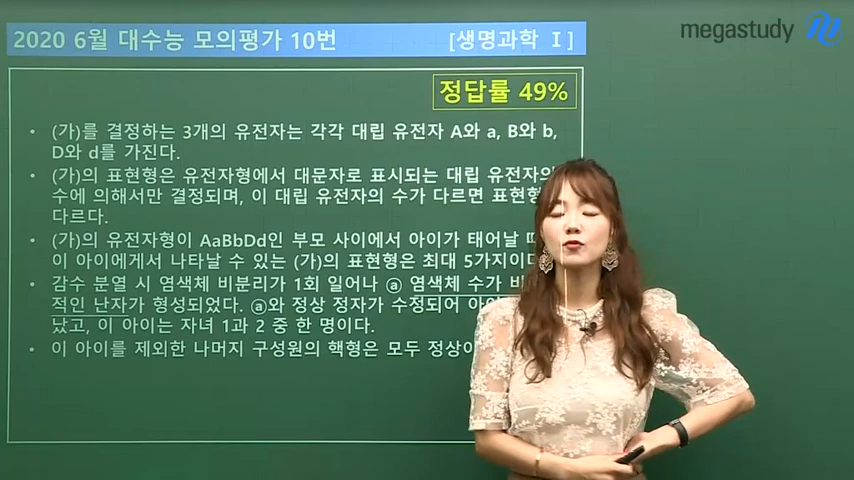 2020 6월 대수능 모의평가 10번
[생명과학 Ⅰ]
megastudy
정답률 49%
• (가)를 결정하는 3개의 유전자는 각각 대립 유전자 A와 a, B와 b,
D와 d를 가진다.
• (가)의 표현형은 유전자형에서 대문자로 표시되는 대립 유전자의
수에 의해서만 결정되며, 이 대립 유전자의 수가 다르면
다르다.
• (가)의 유전자형이 AaBbDd인 부모 사이에서 아이가 태어날
이 아이에게서 나타날 수 있는 (가)의 표현형은 최대 5가지이다
• 감수 분열 시 염색체 비분리가 1회 일어나 ⓐ 염색체 수가
적인 난자가 형성되었다. ⓐ와 정상 정자가 수정되어
났고, 이 아이는 자녀 1과 2 중 한 명이다.
• 이 아이를 제외한 나머지 구성원의 핵형은 모두